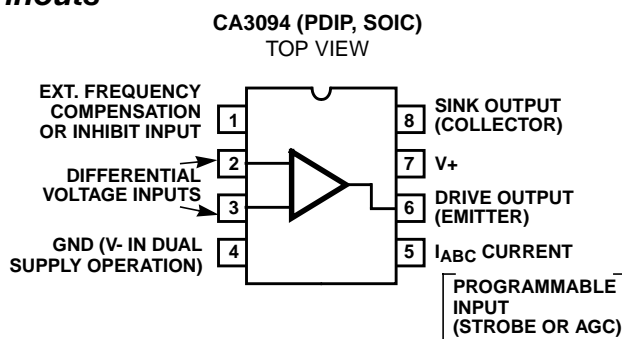 CA3094 (PDIP, SOIC)
TOP VIEW
EXT. FREQUENCY
COMPENSATION
OR INHIBIT INPUT
1
DIFFERENTIAL
VOLTAGE INPUTS
2
3
GND (V- IN DUAL
SUPPLY OPERATION)
4
8
SINK OUTPUT
(COLLECTOR)
7
V+
6
DRIVE OUTPUT
(EMITTER)
5
IABC CURRENT
PROGRAMMABLE
INPUT
(STROBE OR AGC)